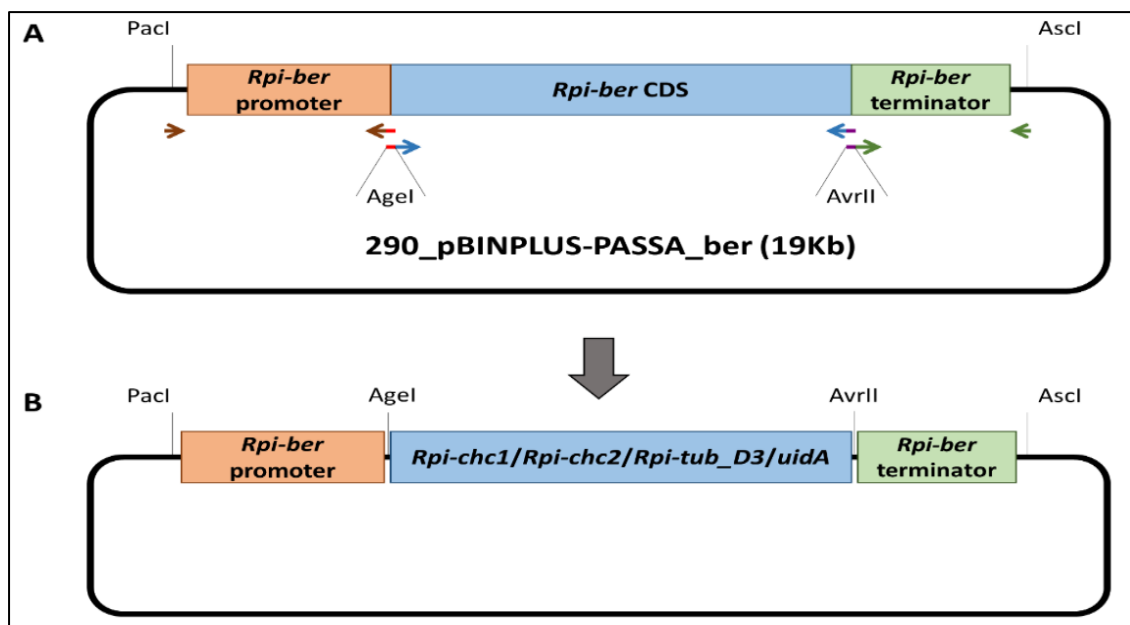 A
PacI
AscI
Rpi-ber
promoter
Rpi-ber CDS
Rpi-ber
terminator
AgeI
AvrII
290_pBINPLUS-PASSA_ber (19Kb)
B
PacI
AgeI
AvrII
AscI
Rpi-ber
promoter
Rpi-chc1/Rpi-chc2/Rpi-tub_D3/uidA
Rpi-ber
terminator